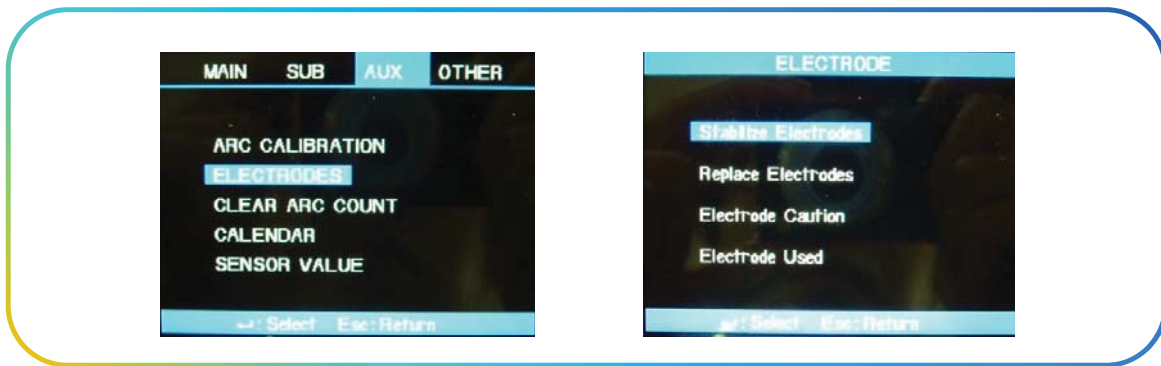 MAIN SUB AUX OTHER
ARC CALIBRATION
ELECTRODES
CLEAR ARC COUNT
CALENDAR
SENSOR VALUE
↵: Select Esc: Return
ELECTRODE
Stablize Electrodes
Replace Electrodes
Electrode Caution
Electrode Used
↵: Select Esc: Return